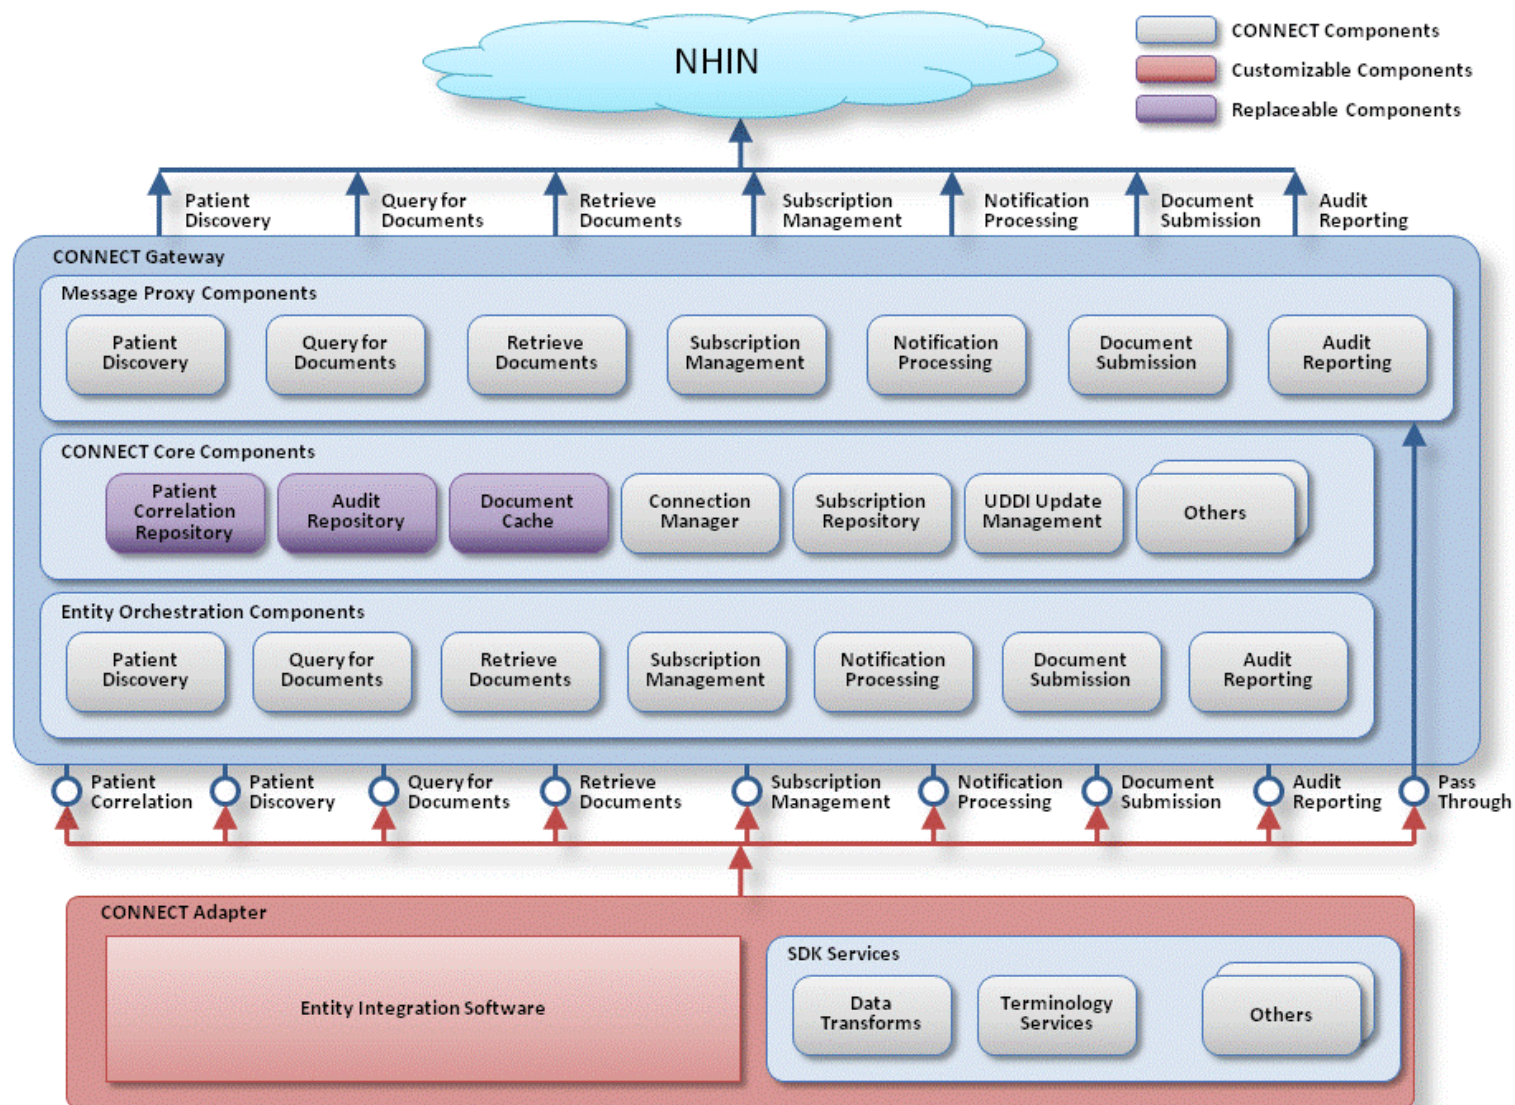 NHIN
CONNECT Components
Customizable Components
Replaceable Components
Patient
Discovery
Query for
Documents
Retrieve
Documents
Subscription
Management
Notification
Processing
Document
Submission
Audit
Reporting
CONNECT Gateway
Message Proxy Components
Patient
Discovery
Query for
Documents
Retrieve
Documents
Subscription
Management
Notification
Processing
Document
Submission
Audit
Reporting
CONNECT Core Components
Patient
Correlation
Repository
Audit
Repository
Document
Cache
Connection
Manager
Subscription
Repository
UDDI Update
Management
Others
Entity Orchestration Components
Patient
Discovery
Query for
Documents
Retrieve
Documents
Subscription
Management
Notification
Processing
Document
Submission
Audit
Reporting
Patient
Correlation
Patient
Discovery
Query for
Documents
Retrieve
Documents
Subscription
Management
Notification
Processing
Document
Submission
Audit
Reporting
Pass
Through
CONNECT Adapter
Entity Integration Software
SDK Services
Data
Transforms
Terminology
Services
Others